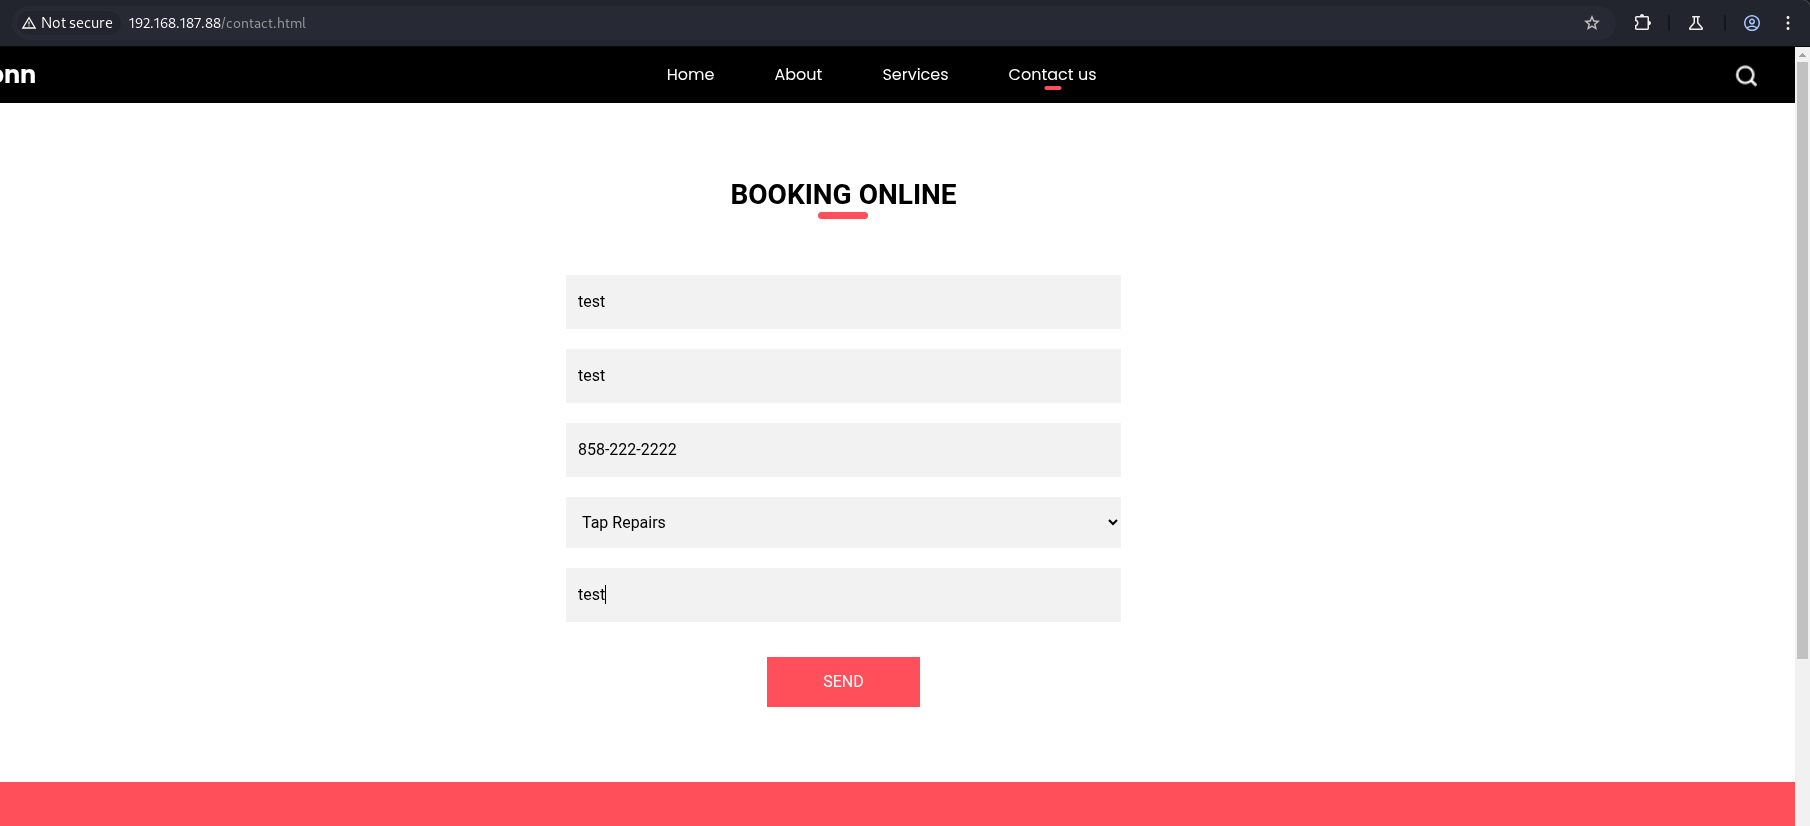 Not secure 192.168.187.88/contact.html
onn
Home About Services Contact us
BOOKING ONLINE
test
test
858-222-2222
Tap Repairs
test
SEND